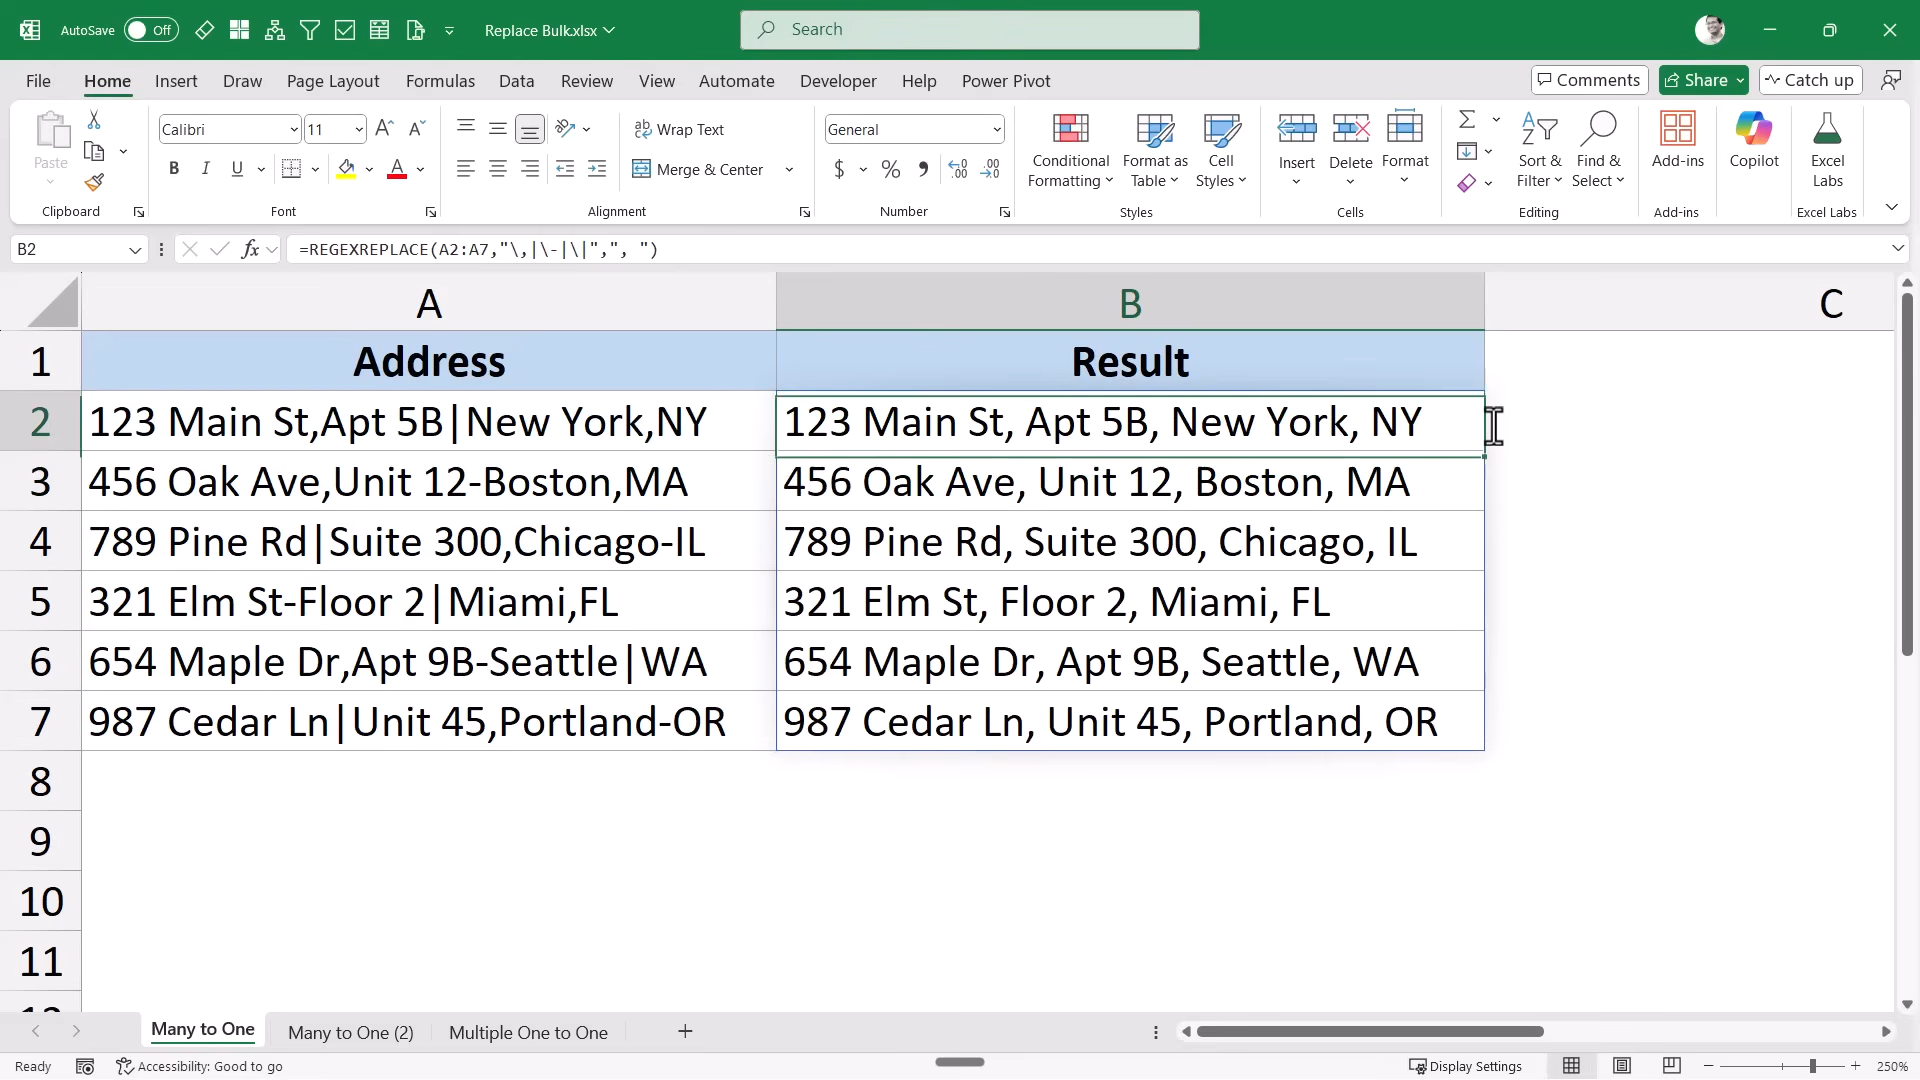 AutoSave Off Replace Bulk.xlsx Search
File Home Insert Draw Page Layout Formulas Data Review View Automate Developer Help Power Pivot Comments Share Catch up
Calibri 11 Wrap Text General
Paste Merge & Center $ % Conditional Formatting Format as Table Cell Styles Insert Delete Format Sort & Filter Find & Select Add-ins Copilot Excel Labs
Clipboard Font Alignment Number Styles Cells Editing Add-ins Excel Labs
B2 fx =REGEXREPLACE(A2:A7,"\,|\-|\|",", ")
A B C
1 Address Result
2 123 Main St,Apt 5B|New York,NY 123 Main St, Apt 5B, New York, NY
3 456 Oak Ave,Unit 12-Boston,MA 456 Oak Ave, Unit 12, Boston, MA
4 789 Pine Rd|Suite 300,Chicago-IL 789 Pine Rd, Suite 300, Chicago, IL
5 321 Elm St-Floor 2|Miami,FL 321 Elm St, Floor 2, Miami, FL
6 654 Maple Dr,Apt 9B-Seattle|WA 654 Maple Dr, Apt 9B, Seattle, WA
7 987 Cedar Ln|Unit 45,Portland-OR 987 Cedar Ln, Unit 45, Portland, OR
8
9
10
11
Many to One Many to One (2) Multiple One to One
Ready Accessibility: Good to go Display Settings 250%